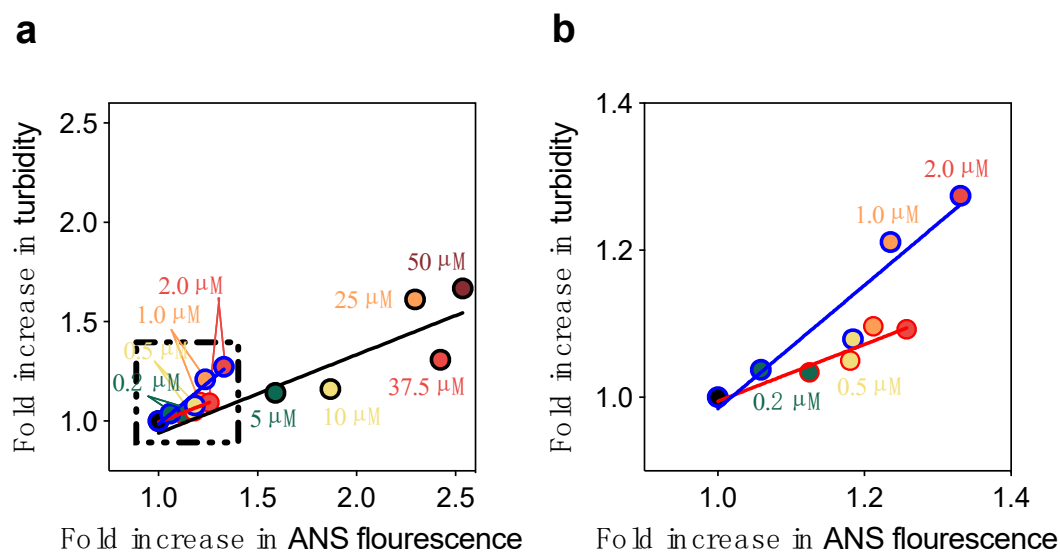 a
b
Fold increase in turbidity
2.5
2.0
1.5
1.0
50 μM
25 μM
2.0 μM
1.0 μM
0.5 μM
0.2 μM
37.5 μM
10 μM
5 μM
1.0 1.5 2.0 2.5
Fold increase in ANS flourescence
Fold increase in turbidity
1.4
1.2
1.0
2.0 μM
1.0 μM
0.5 μM
0.2 μM
1.0 1.2 1.4
Fold increase in ANS flourescence